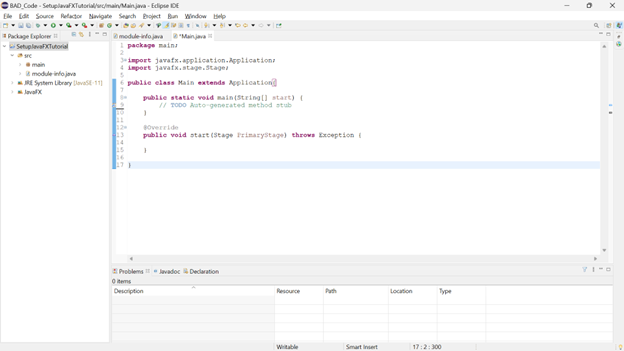 BAD_Code - SetupJavaFXTutorial/src/main/Main.java - Eclipse IDE
File Edit Source Refactor Navigate Search Project Run Window Help
Package Explorer
module-info.java *Main.java
SetupJavaFXTutorial
src
main
module-info.java
JRE System Library [JavaSE-11]
JavaFX
1 package main;
2
3 import javafx.application.Application;
4 import javafx.stage.Stage;
5
6 public class Main extends Application{
7
8 public static void main(String[] start) {
9 // TODO Auto-generated method stub
10 }
11
12 @Override
13 public void start(Stage PrimaryStage) throws Exception {
14
15 }
16
17 }
Problems Javadoc Declaration
0 items
Description Resource Path Location Type
Writable Smart Insert 17 : 2 : 300